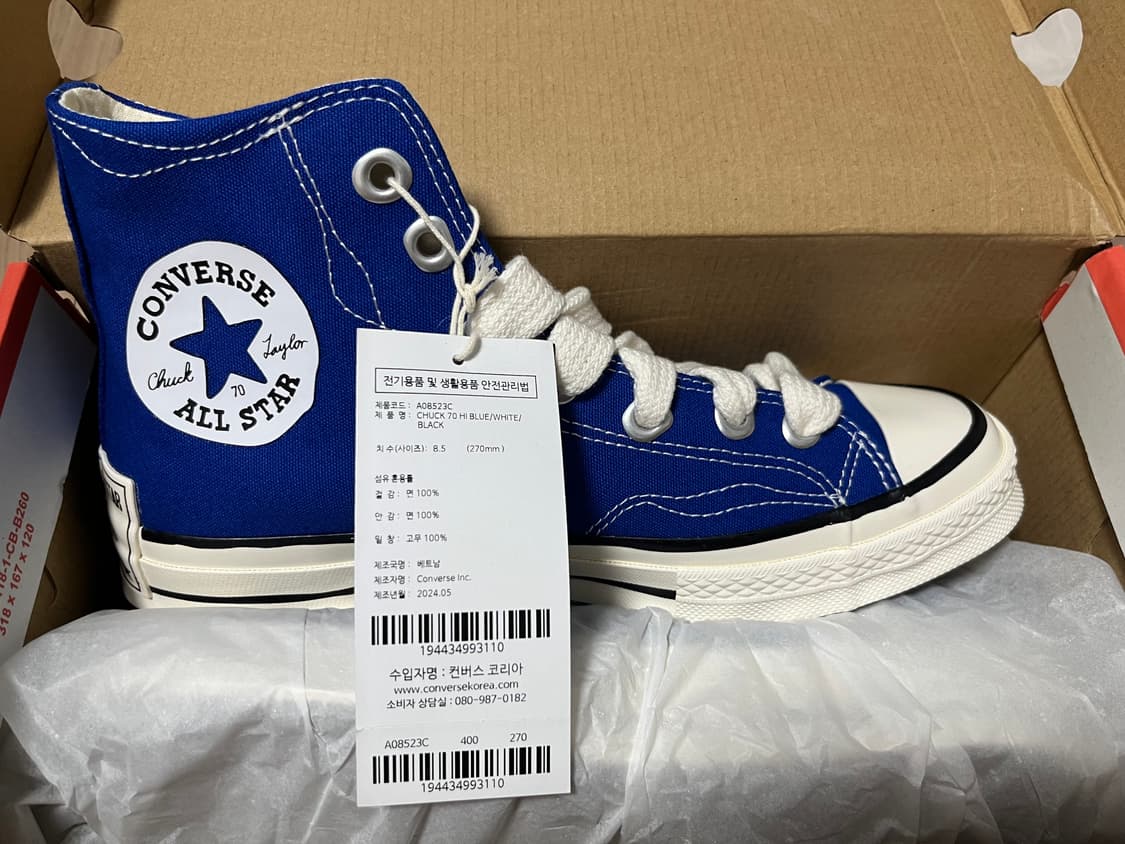 CONVERSE
Chuck Taylor
70
ALL STAR
전기용품 및 생활용품 안전관리법
제품코드 : A08523C
제 품 명 : CHUCK 70 HI BLUE/WHITE/
BLACK
치 수(사이즈) : 8.5 (270mm)
섬유 혼용률
겉 감 : 면 100%
안 감 : 면 100%
밑 창 : 고무 100%
제조국명 : 베트남
제조자명 : Converse Inc.
제조년월 : 2024.05
194434993110
수입자명 : 컨버스 코리아
www.conversekorea.com
소비자 상담실 : 080-987-0182
A08523C 400 270
194434993110
18-1-CB-B260
318 x 167 x 120